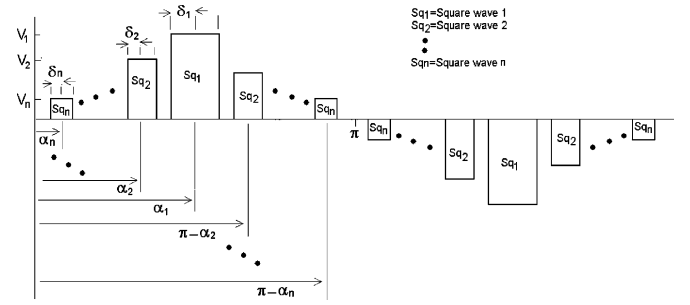 δ₁
Sq₁=Square wave 1
Sq₂=Square wave 2
Sqn=Square wave n
V₁
δ₂
V₂
δn
Vn
Sqn
Sq₂
Sq₁
Sq₂
Sqn
π
Sqn
Sq₂
Sq₁
Sq₂
Sqn
αn
α₂
α₁
π−α₂
π−αn